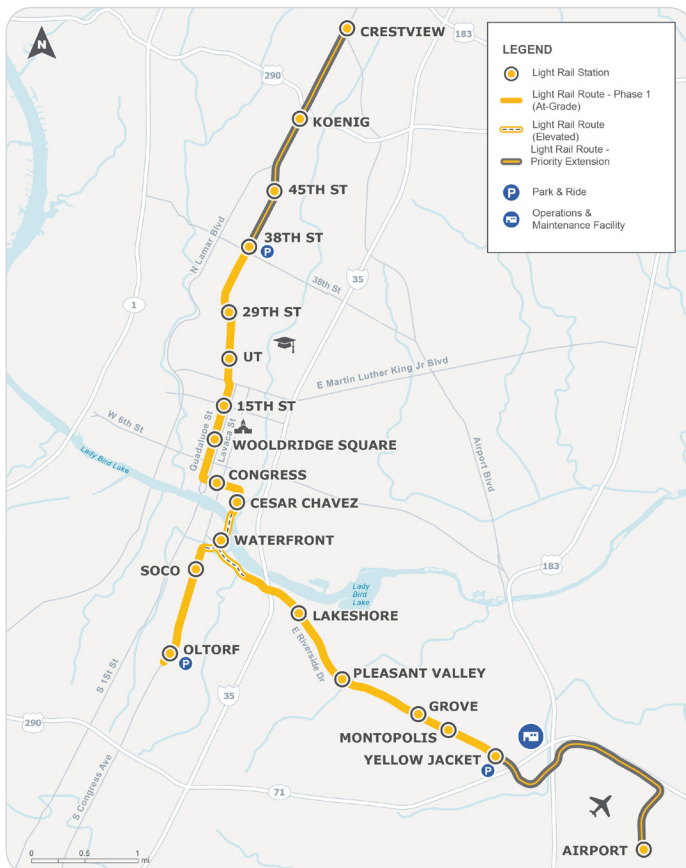 N
CRESTVIEW
183
290
KOENIG
45TH ST
N Lamar Blvd
38TH ST
P
38th St
35
1
29TH ST
UT
E Martin Luther King Jr Blvd
15TH ST
W 6th St
Guadalupe St
Lavaca St
WOOLDRIDGE SQUARE
Airport Blvd
Lady Bird Lake
CONGRESS
CESAR CHAVEZ
WATERFRONT
183
SOCO
Lady
Bird
Lake
LAKESHORE
E Riverside Dr
OLTORF
P
S 1St St
PLEASANT VALLEY
35
GROVE
290
MONTOPOLIS
YELLOW JACKET
P
S Congress Ave
71
AIRPORT
0 0.5 1
mi
LEGEND
Light Rail Station
Light Rail Route - Phase 1
(At-Grade)
Light Rail Route
(Elevated)
Light Rail Route -
Priority Extension
P
Park & Ride
Operations &
Maintenance Facility